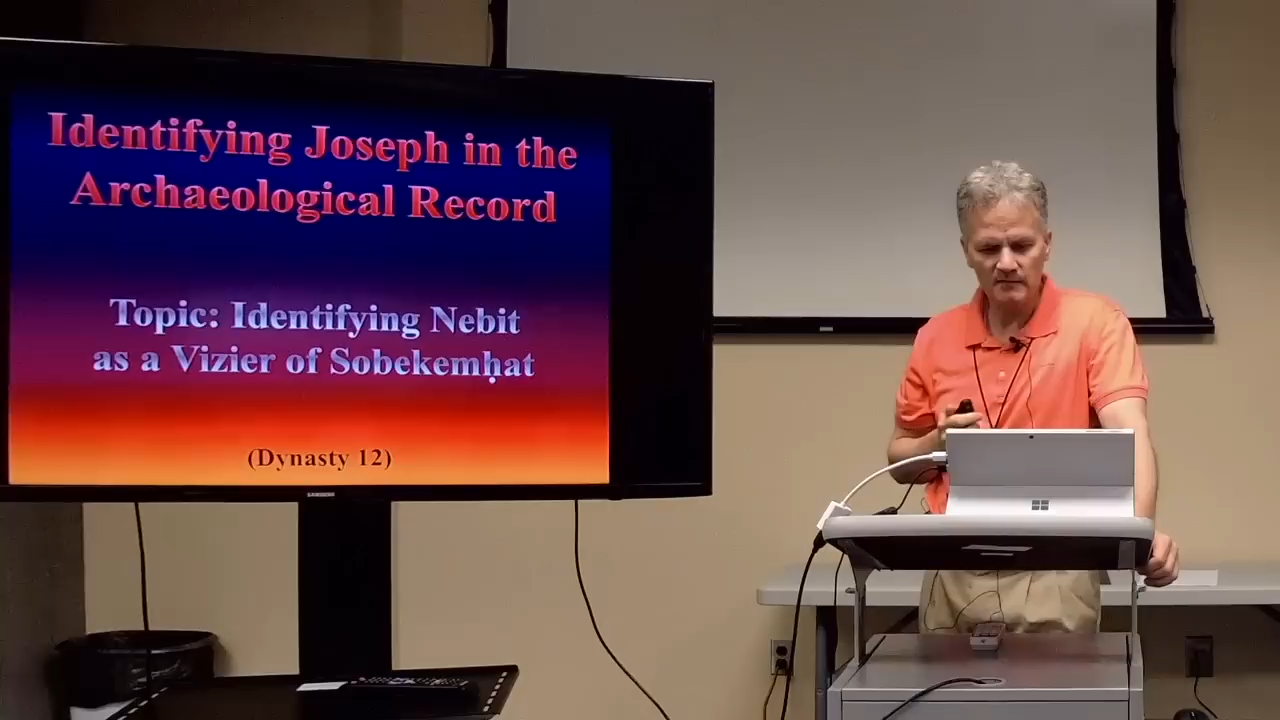 Identifying Joseph in the
Archaeological Record
Topic: Identifying Nebit
as a Vizier of Sobekemḥat
(Dynasty 12)
SAMSUNG